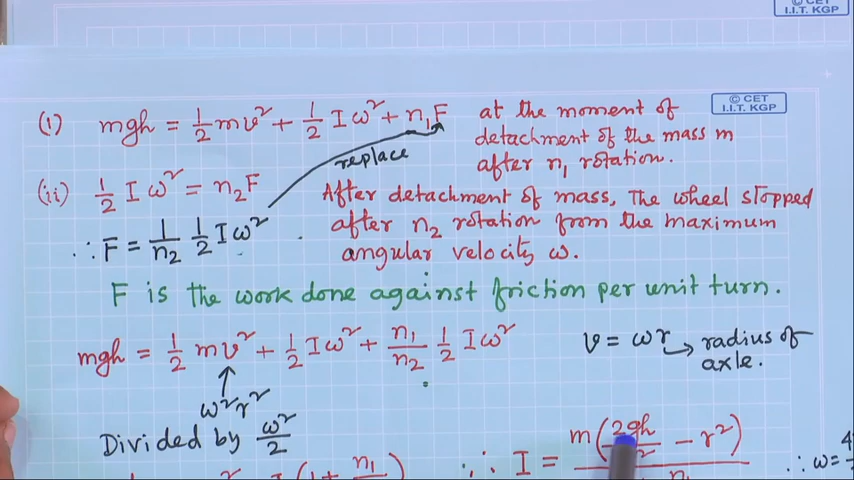 © CET
I.I.T. KGP
© CET
I.I.T. KGP
(i) mgh = 1/2 mv² + 1/2 Iω² + n₁F at the moment of
detachment of the mass m
after n₁ rotation.
replace
(ii) 1/2 Iω² = n₂F After detachment of mass, The wheel stopped
after n₂ rotation from the maximum
angular velocity ω.
∴ F = 1/n₂ 1/2 Iω²
F is the work done against friction per unit turn.
mgh = 1/2 mv² + 1/2 Iω² + n₁/n₂ 1/2 Iω² v = ωr → radius of
axle.
ω²r²
Divided by ω²/2
∴ I = m(2gh − r²)
∴ ω = 4